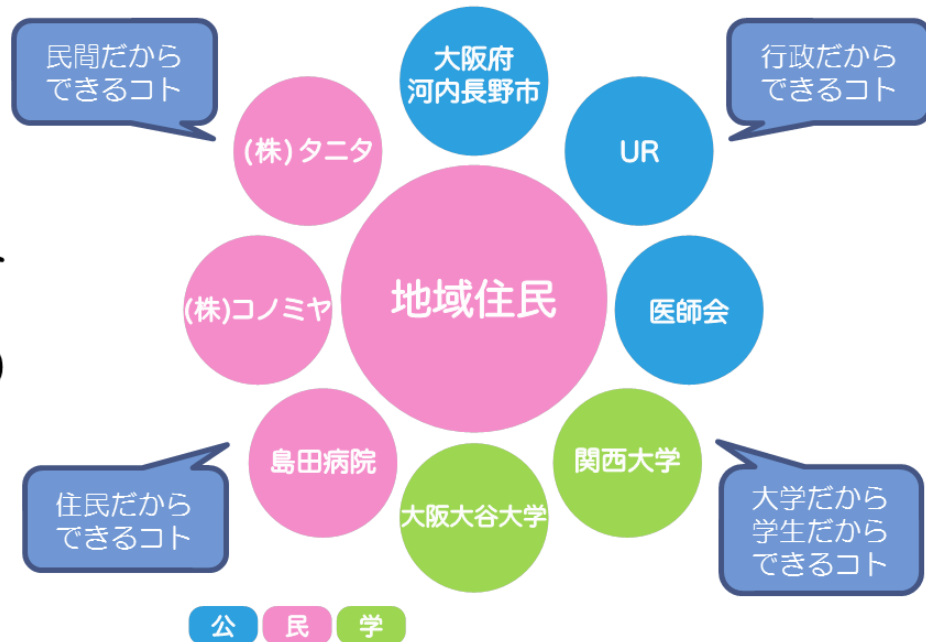 民間だから
できるコト
大阪府
河内長野市
行政だから
できるコト
(株)タニタ
UR
地域住民
(株)コノミヤ
医師会
島田病院
関西大学
大阪大谷大学
住民だから
できるコト
大学だから
学生だから
できるコト
公
民
学